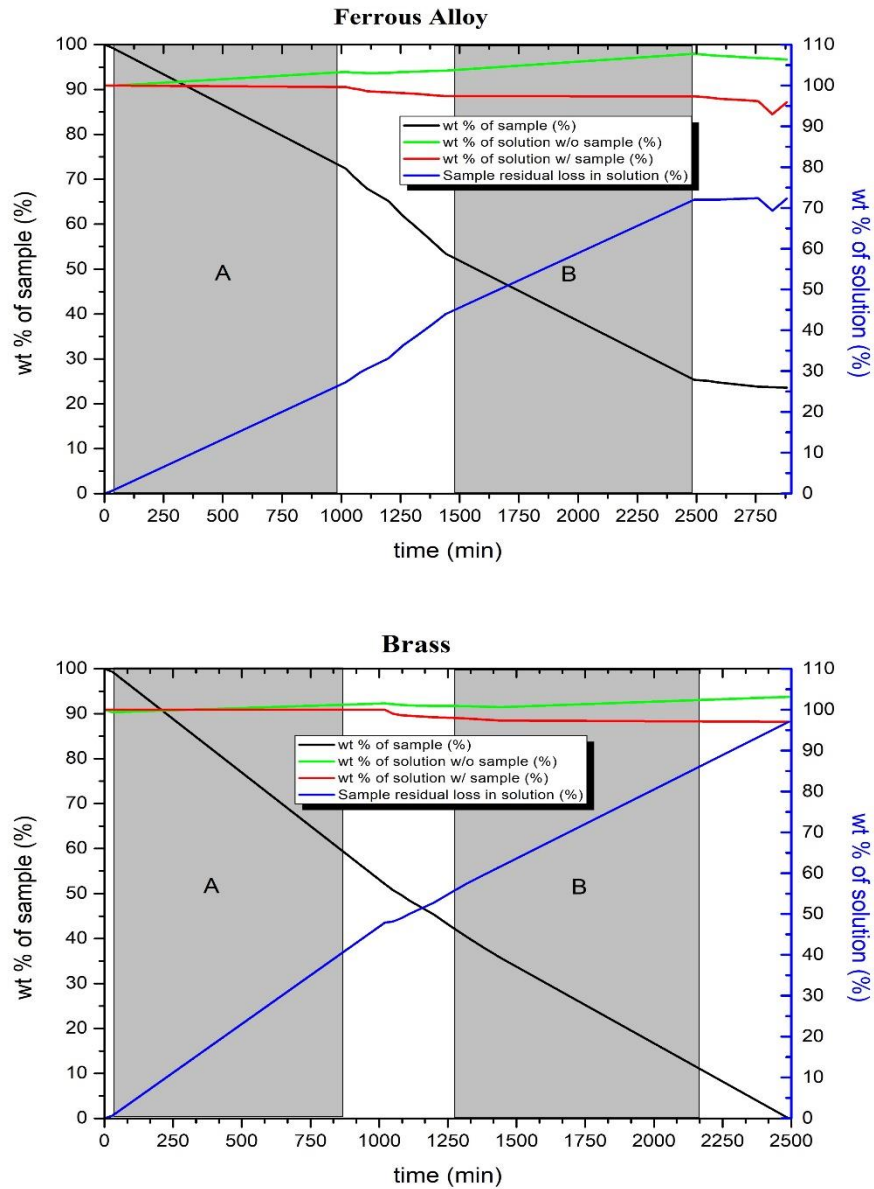 Ferrous Alloy
100
90
80
70
60
50
40
30
20
10
0
wt % of sample (%)
110
100
90
80
70
60
50
40
30
20
10
0
wt % of solution (%)
wt % of sample (%)
wt % of solution w/o sample (%)
wt % of solution w/ sample (%)
Sample residual loss in solution (%)
A
B
0 250 500 750 1000 1250 1500 1750 2000 2250 2500 2750
time (min)
Brass
100
90
80
70
60
50
40
30
20
10
0
wt % of sample (%)
110
100
90
80
70
60
50
40
30
20
10
0
wt % of solution (%)
wt % of sample (%)
wt % of solution w/o sample (%)
wt % of solution w/ sample (%)
Sample residual loss in solution (%)
A
B
0 250 500 750 1000 1250 1500 1750 2000 2250 2500
time (min)